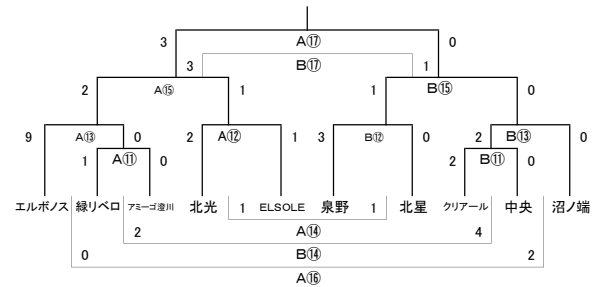 3 A⑰ 0
3 B⑰ 1
2 A⑮ 1 1 B⑮ 0
9 A⑬ 0 2 A⑫ 1 3 B⑫ 0 2 B⑬ 0
1 A⑪ 0 2 B⑪ 0
エルボノス 緑リベロ アミーゴ澄川 北光 ELSOLE 泉野 北星 クリアール 中央 沼ノ端
1 1
2 A⑭ 4
0 B⑭ 2
A⑯